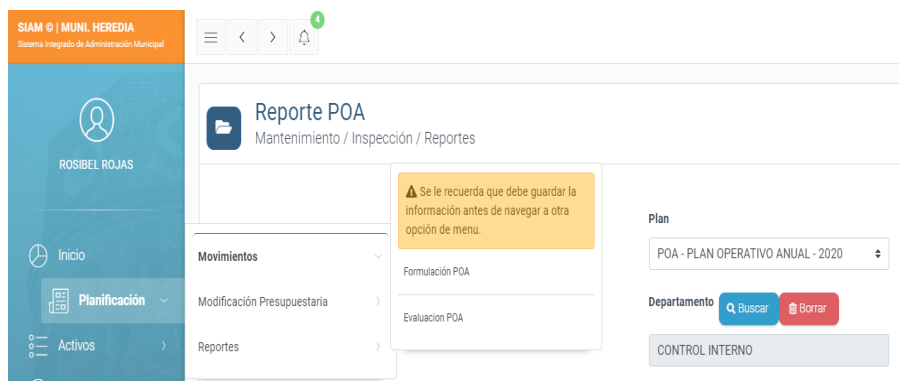 SIAM © | MUNI. HEREDIA
Sistema Integrado de Administración Municipal
4
Reporte POA
Mantenimiento / Inspección / Reportes
ROSIBEL ROJAS
Inicio
Planificación
Activos
Movimientos
Modificación Presupuestaria
Reportes
Se le recuerda que debe guardar la
información antes de navegar a otra
opción de menu.
Formulación POA
Evaluacion POA
Plan
POA - PLAN OPERATIVO ANUAL - 2020
Departamento Buscar Borrar
CONTROL INTERNO